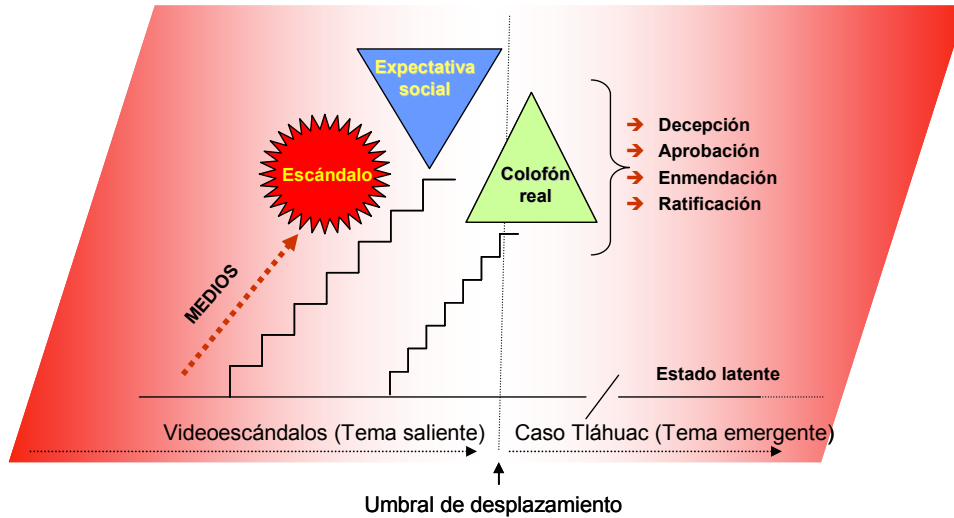 Expectativa
social
Escándalo
Colofón
real
Decepción
Aprobación
Enmendación
Ratificación
MEDIOS
Estado latente
Videoescándalos (Tema saliente)
Caso Tláhuac (Tema emergente)
Umbral de desplazamiento